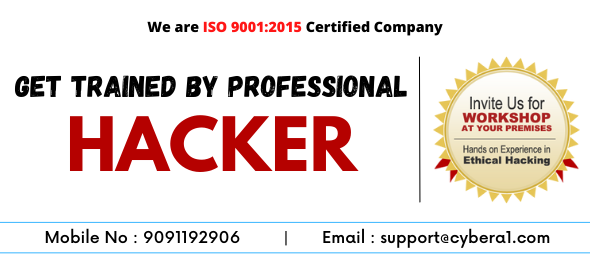 We are ISO 9001:2015 Certified Company
GET TRAINED BY PROFESSIONAL
HACKER
Invite Us for
WORKSHOP
AT YOUR PREMISES
Hands on Experience in
Ethical Hacking
Mobile No : 9091192906 | Email : support@cybera1.com